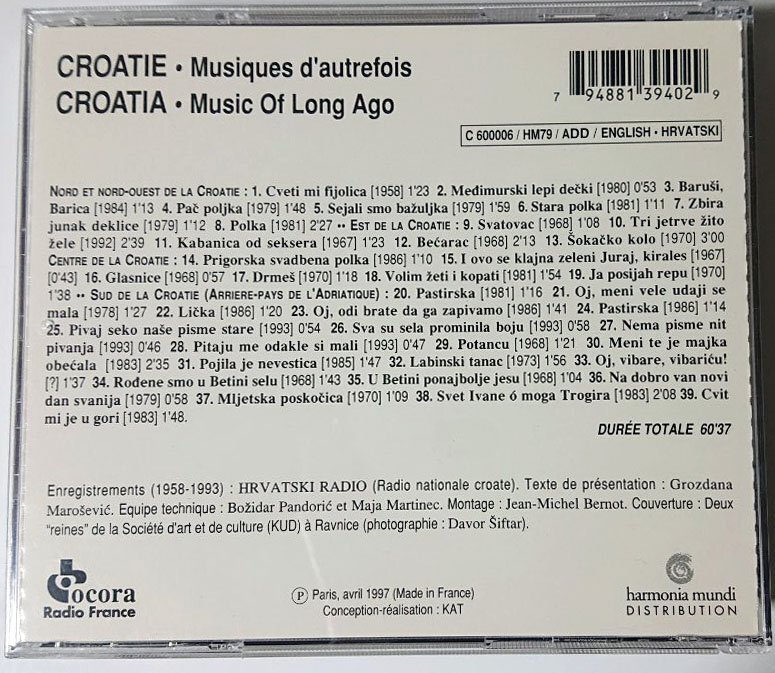 CROATIE • Musiques d'autrefois
CROATIA • Music Of Long Ago
7 94881 39402 9
C 600006 / HM79 / ADD / ENGLISH • HRVATSKI
NORD ET NORD-OUEST DE LA CROATIE : 1. Cveti mi fijolica [1958] 1'23 2. Međimurski lepi dečki [1980] 0'53 3. Baruši,
Barica [1984] 1'13 4. Pač poljka [1979] 1'48 5. Sejali smo bažuljka [1979] 1'59 6. Stara polka [1981] 1'11 7. Zbira
junak deklice [1979] 1'12 8. Polka [1981] 2'27 •• EST DE LA CROATIE : 9. Svatovac [1968] 1'08 10. Tri jetrve žito
žele [1992] 2'39 11. Kabanica od seksera [1967] 1'23 12. Bećarac [1968] 2'13 13. Šokačko kolo [1970] 3'00
CENTRE DE LA CROATIE : 14. Prigorska svadbena polka [1986] 1'10 15. I ovo se klajna zeleni Juraj, kirales [1967]
[0'43] 16. Glasnice [1968] 0'57 17. Drmeš [1970] 1'18 18. Volim žeti i kopati [1981] 1'54 19. Ja posijah repu [1970]
1'38 •• SUD DE LA CROATIE (ARRIERE-PAYS DE L'ADRIATIQUE) : 20. Pastirska [1981] 1'16 21. Oj, meni vele udaji se
mala [1978] 1'27 22. Lička [1986] 1'20 23. Oj, odi brate da ga zapivamo [1986] 1'41 24. Pastirska [1986] 1'14
25. Pivaj seko naše pisme stare [1993] 0'54 26. Sva su sela prominila boju [1993] 0'58 27. Nema pisme nit
pivanja [1993] 0'46 28. Pitaju me odakle si mali [1993] 0'47 29. Potancu [1968] 1'21 30. Meni te je majka
obećala [1983] 2'35 31. Pojila je nevestica [1985] 1'47 32. Labinski tanac [1973] 1'56 33. Oj, vibare, vibariću!
[?] 1'37 34. Rođene smo u Betini selu [1968] 1'43 35. U Betini ponajbolje jesu [1968] 1'04 36. Na dobro van novi
dan svanija [1979] 0'58 37. Mljetska poskočica [1970] 1'09 38. Svet Ivane ó moga Trogira [1983] 2'08 39. Cvit
mi je u gori [1983] 1'48.
DURÉE TOTALE 60'37
Enregistrements (1958-1993) : HRVATSKI RADIO (Radio nationale croate). Texte de présentation : Grozdana
Marošević. Equipe technique : Božidar Pandorić et Maja Martinec. Montage : Jean-Michel Bernot. Couverture : Deux
"reines" de la Société d'art et de culture (KUD) à Ravnice (photographie : Davor Šiftar).
ocora
Radio France
Ⓟ Paris, avril 1997 (Made in France)
Conception-réalisation : KAT
harmonia mundi
DISTRIBUTION